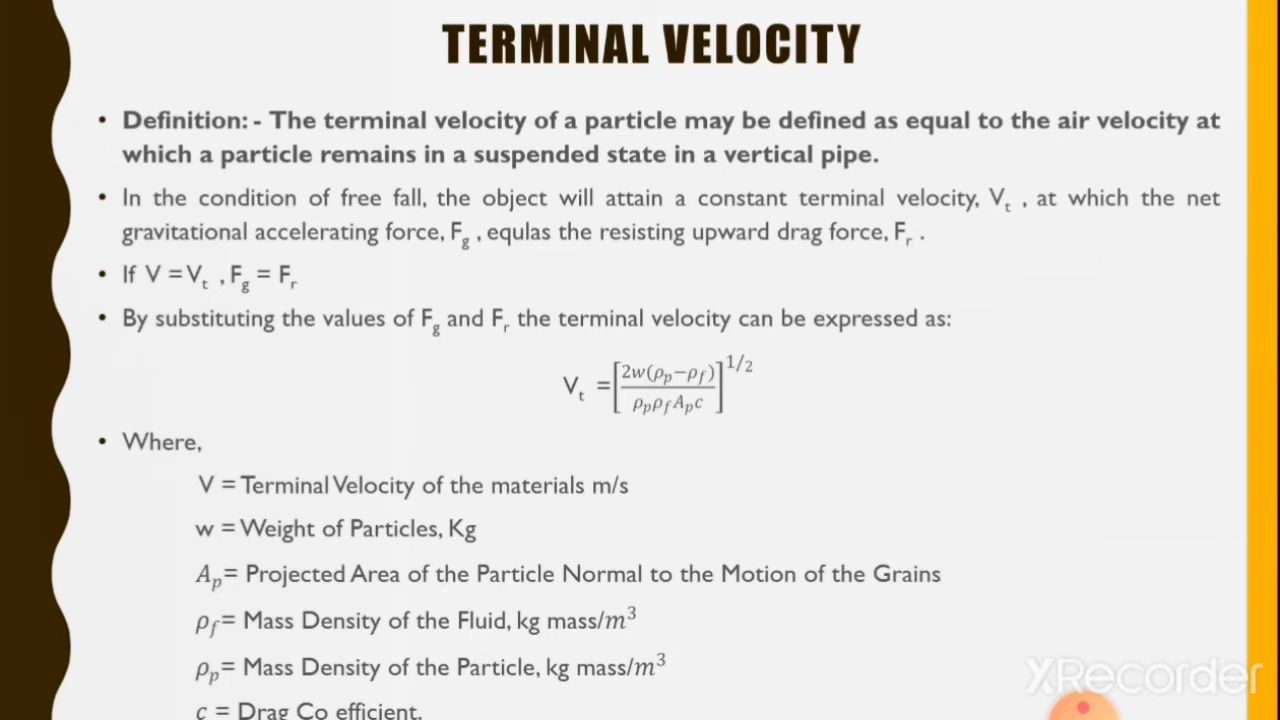 TERMINAL VELOCITY
• Definition: - The terminal velocity of a particle may be defined as equal to the air velocity at
which a particle remains in a suspended state in a vertical pipe.
• In the condition of free fall, the object will attain a constant terminal velocity, Vₜ , at which the net
gravitational accelerating force, F_g , equlas the resisting upward drag force, F_r .
• If V = Vₜ , F_g = F_r
• By substituting the values of F_g and F_r the terminal velocity can be expressed as:
Vₜ = [2w(ρ_p−ρ_f) / ρ_pρ_fA_pc]^1/2
• Where,
V = Terminal Velocity of the materials m/s
w = Weight of Particles, Kg
A_p= Projected Area of the Particle Normal to the Motion of the Grains
ρ_f= Mass Density of the Fluid, kg mass/m³
ρ_p= Mass Density of the Particle, kg mass/m³
c = Drag Co efficient.
XRecorder